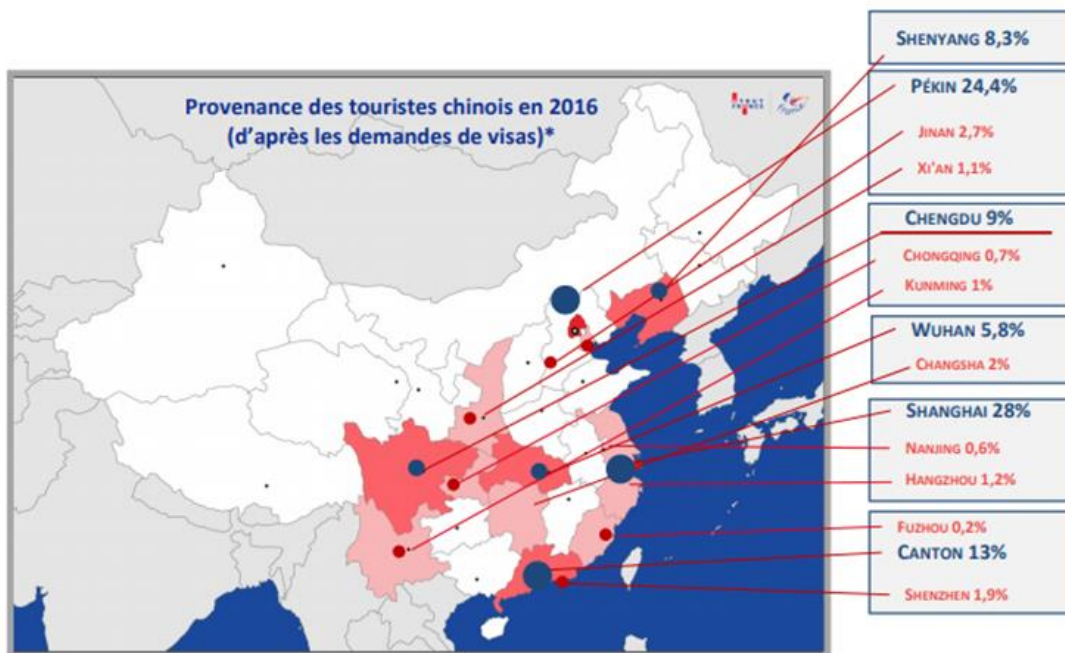 Provenance des touristes chinois en 2016
(d'après les demandes de visas)*
SHENYANG 8,3%
PÉKIN 24,4%
JINAN 2,7%
XI'AN 1,1%
CHENGDU 9%
CHONGQING 0,7%
KUNMING 1%
WUHAN 5,8%
CHANGSHA 2%
SHANGHAI 28%
NANJING 0,6%
HANGZHOU 1,2%
FUZHOU 0,2%
CANTON 13%
SHENZHEN 1,9%